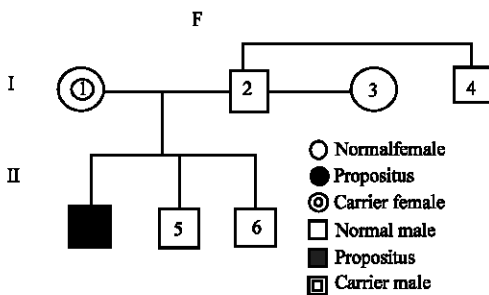 F
I
1
2
3
4
II
5
6
Normalfemale
Propositus
Carrier female
Normal male
Propositus
Carrier male